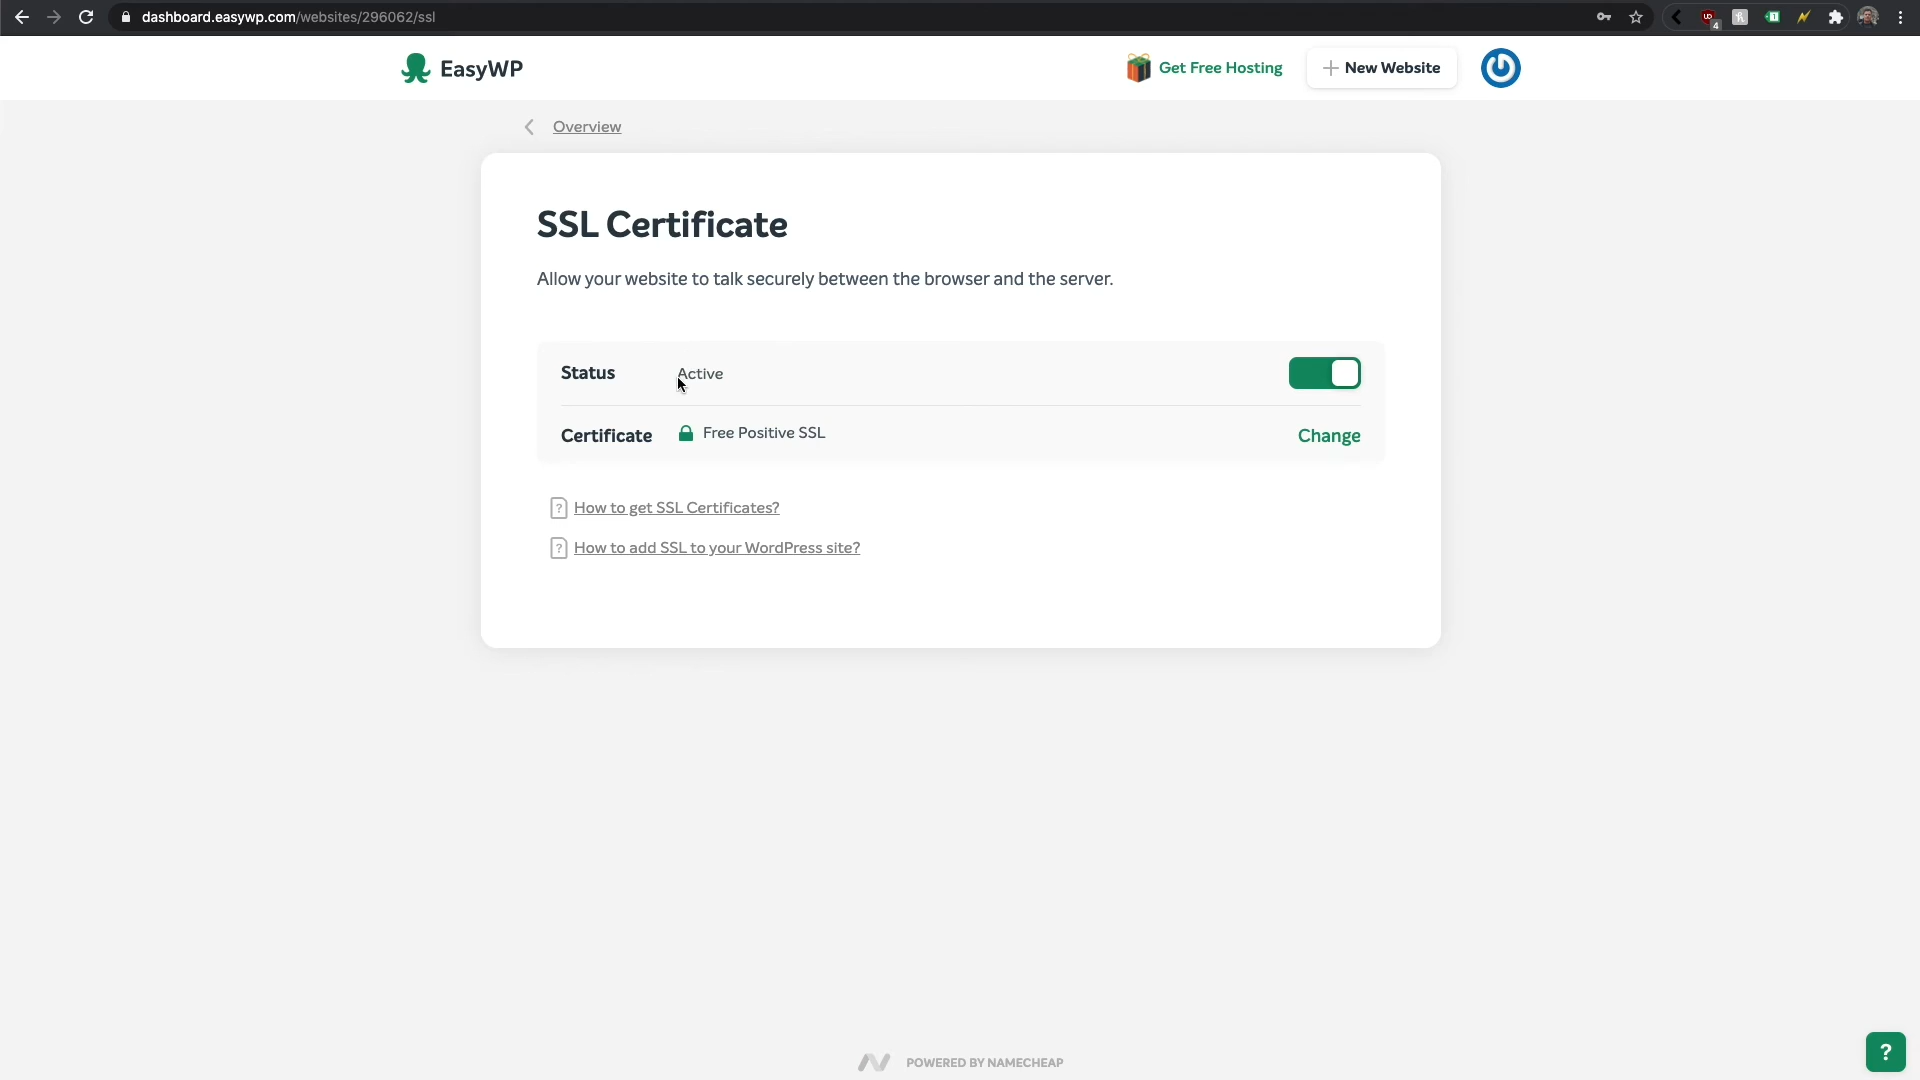 dashboard.easywp.com/websites/296062/ssl
4
EasyWP
Get Free Hosting
New Website
Overview
SSL Certificate
Allow your website to talk securely between the browser and the server.
Status Active
Certificate Free Positive SSL Change
? How to get SSL Certificates?
? How to add SSL to your WordPress site?
POWERED BY NAMECHEAP
?